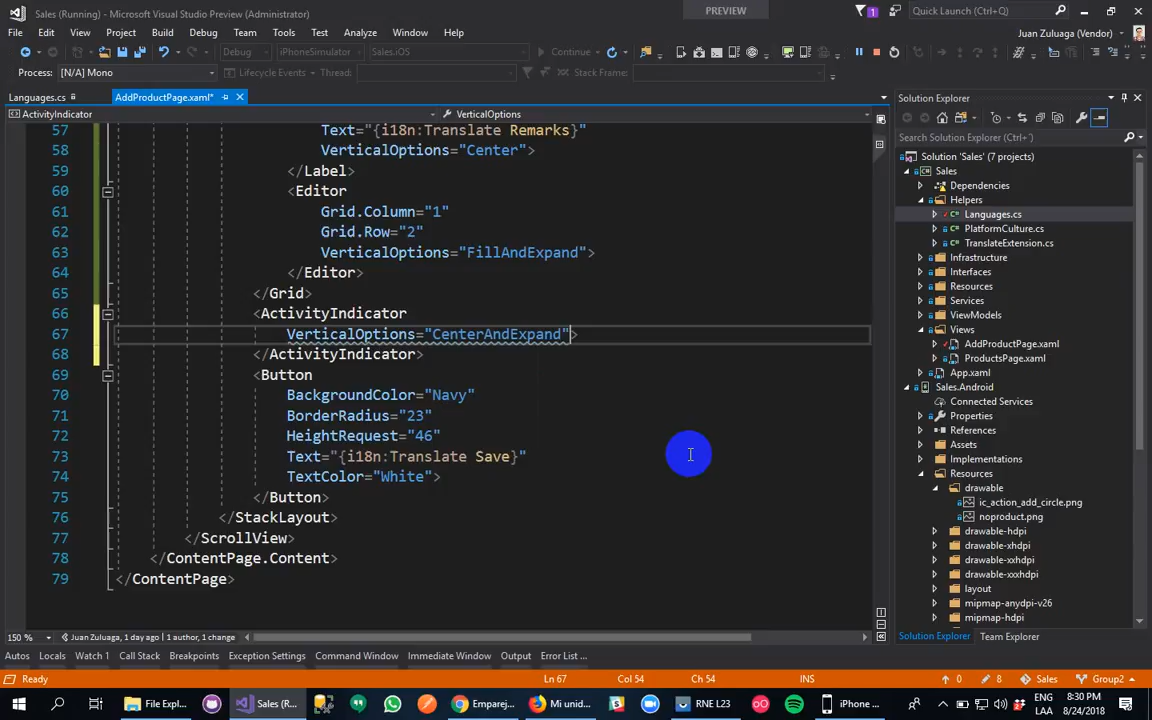 Sales (Running) - Microsoft Visual Studio Preview (Administrator)
PREVIEW
1
Quick Launch (Ctrl+Q)
File Edit View Project Build Debug Team Tools Test Analyze Window Help
Juan Zuluaga (Vendor)
Debug iPhoneSimulator Sales.iOS Continue
Process: [N/A] Mono Lifecycle Events Thread: Stack Frame:
Languages.cs AddProductPage.xaml*
ActivityIndicator VerticalOptions
57 Text="{i18n:Translate Remarks}"
58 VerticalOptions="Center">
59 </Label>
60 <Editor
61 Grid.Column="1"
62 Grid.Row="2"
63 VerticalOptions="FillAndExpand">
64 </Editor>
65 </Grid>
66 <ActivityIndicator
67 VerticalOptions="CenterAndExpand">
68 </ActivityIndicator>
69 <Button
70 BackgroundColor="Navy"
71 BorderRadius="23"
72 HeightRequest="46"
73 Text="{i18n:Translate Save}"
74 TextColor="White">
75 </Button>
76 </StackLayout>
77 </ScrollView>
78 </ContentPage.Content>
79 </ContentPage>
150 % Juan Zuluaga, 1 day ago | 1 author, 1 change
Solution Explorer
Search Solution Explorer (Ctrl+')
Solution 'Sales' (7 projects)
Sales
Dependencies
Helpers
Languages.cs
PlatformCulture.cs
TranslateExtension.cs
Infrastructure
Interfaces
Resources
Services
ViewModels
Views
AddProductPage.xaml
ProductsPage.xaml
App.xaml
Sales.Android
Connected Services
Properties
References
Assets
Implementations
Resources
drawable
ic_action_add_circle.png
noproduct.png
drawable-hdpi
drawable-xhdpi
drawable-xxhdpi
drawable-xxxhdpi
layout
mipmap-anydpi-v26
mipmap-hdpi
Solution Explorer Team Explorer
Autos Locals Watch 1 Call Stack Breakpoints Exception Settings Command Window Immediate Window Output Error List ...
Ready Ln 67 Col 54 Ch 54 INS 0 8 Sales Group2
File Expl... Sales (R... Emparej... Mi unid... RNE L23 iPhone ...
ENG 8:30 PM
LAA 8/24/2018